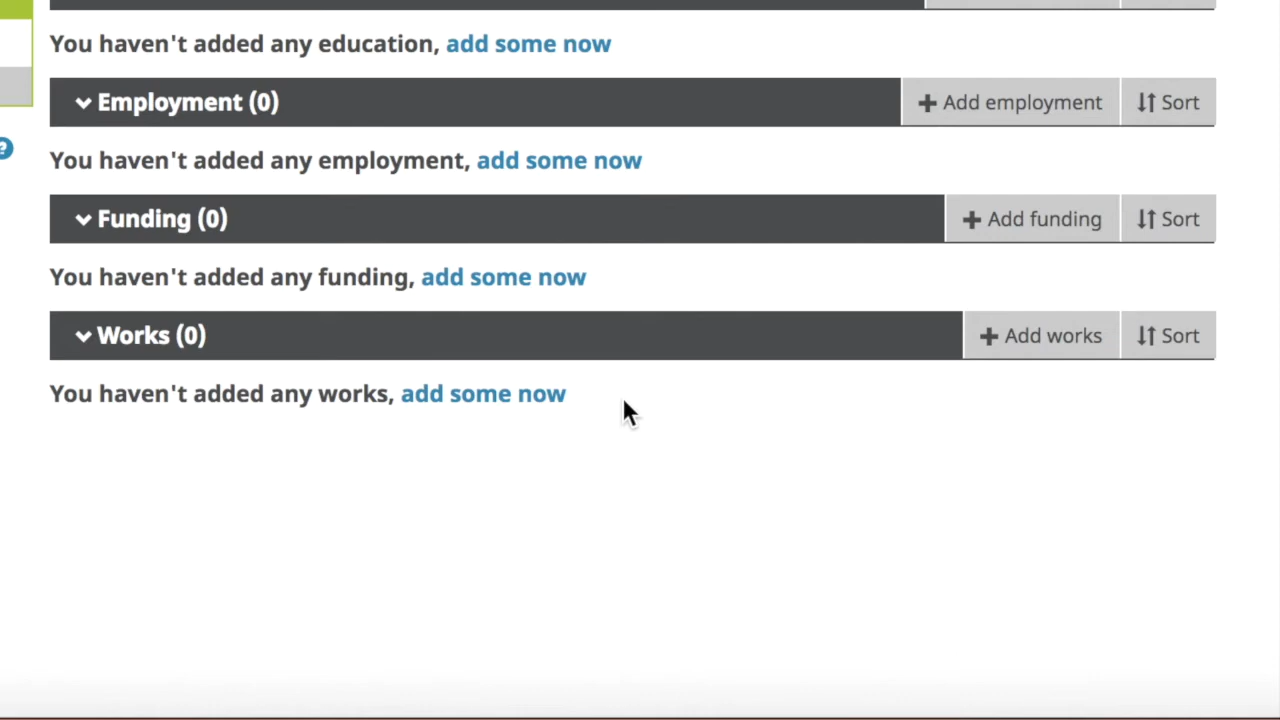 You haven't added any education, add some now
Employment (0) Add employment Sort
You haven't added any employment, add some now
Funding (0) Add funding Sort
You haven't added any funding, add some now
Works (0) Add works Sort
You haven't added any works, add some now
?